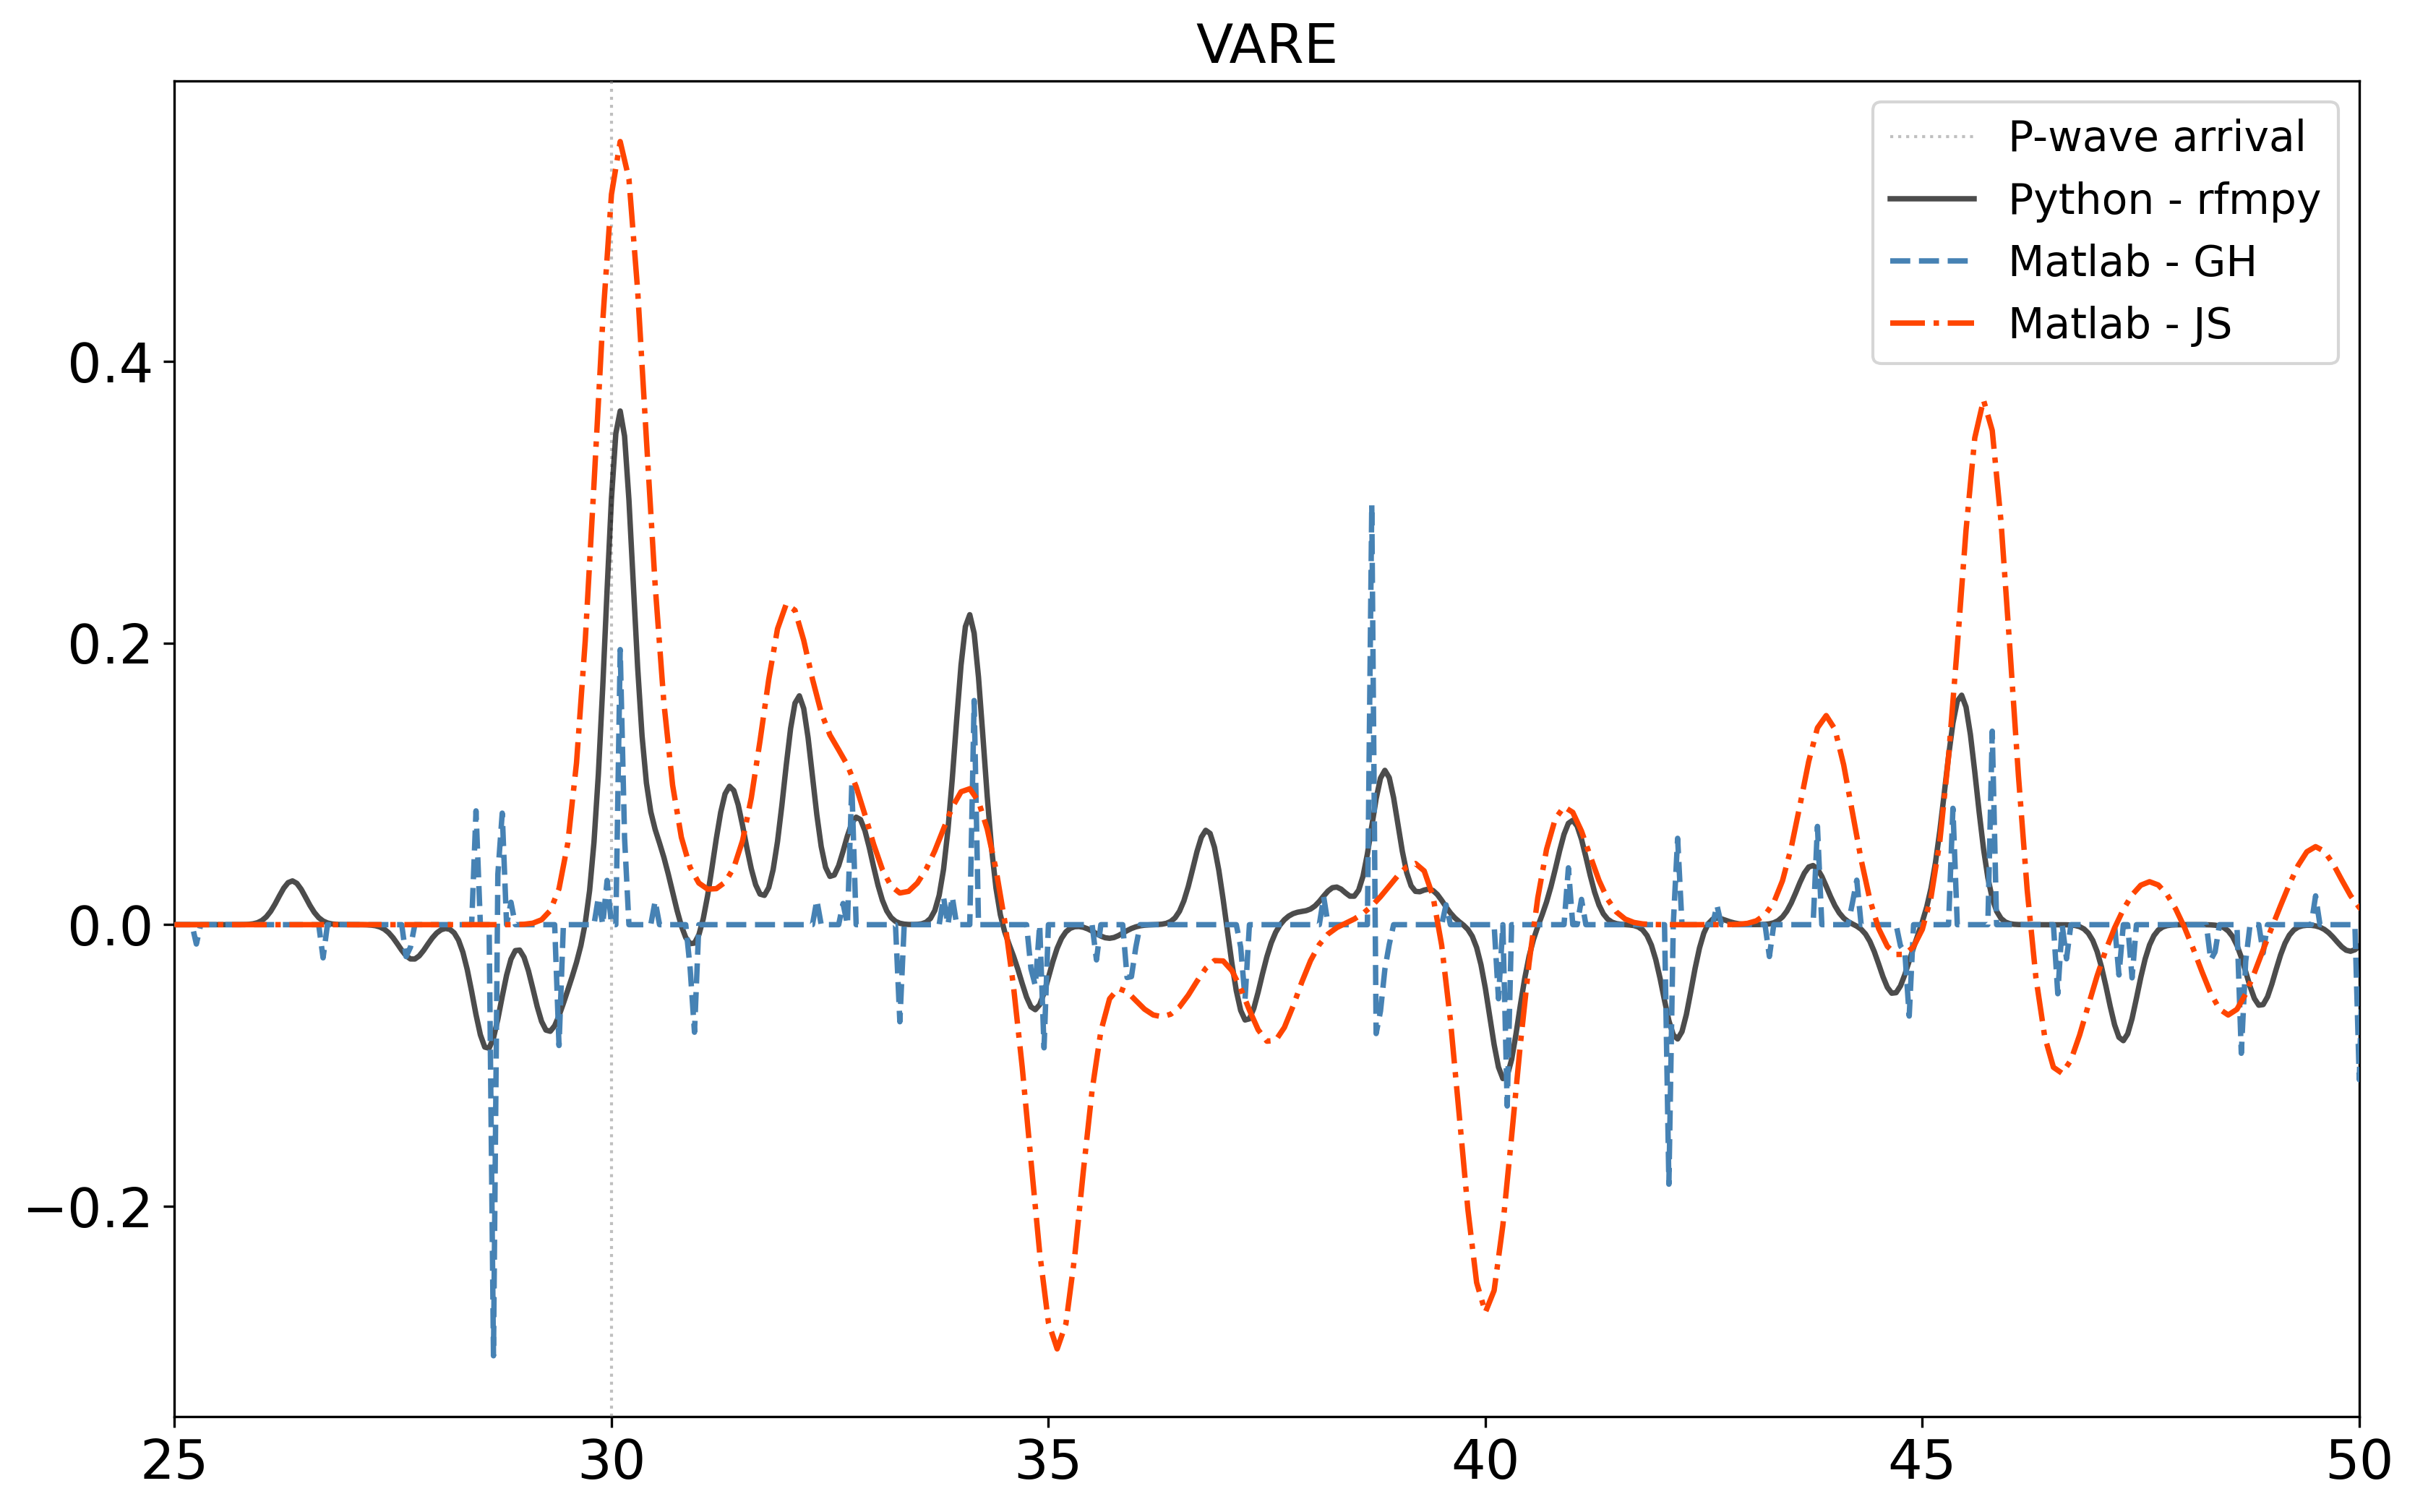 VARE
P-wave arrival
Python - rfmpy
Matlab - GH
Matlab - JS
0.4
0.2
0.0
−0.2
25 30 35 40 45 50